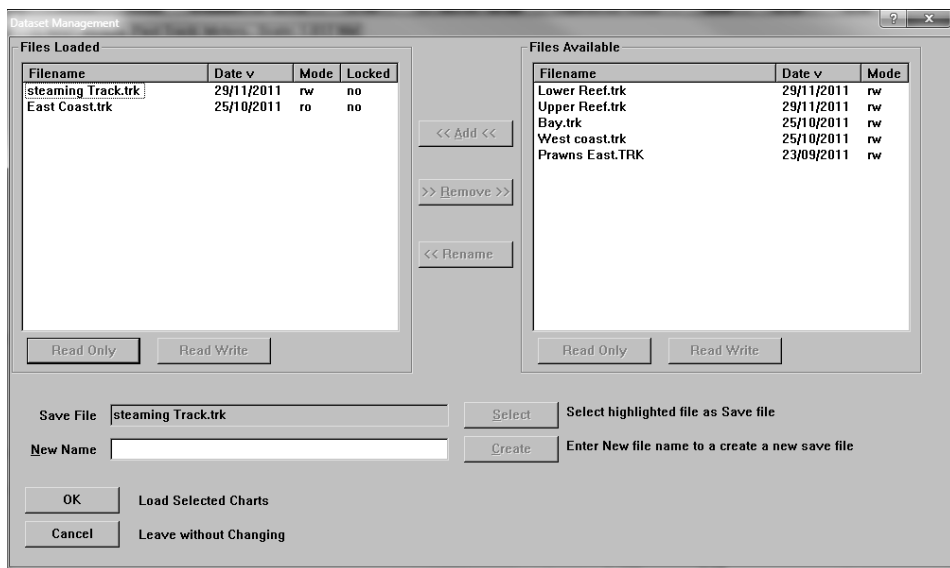 Dataset Management
Files Loaded
Filename Date v Mode Locked
steaming Track.trk 29/11/2011 rw no
East Coast.trk 25/10/2011 ro no
Read Only Read Write
<< Add <<
>> Remove >>
<< Rename
Files Available
Filename Date v Mode
Lower Reef.trk 29/11/2011 rw
Upper Reef.trk 29/11/2011 rw
Bay.trk 25/10/2011 rw
West coast.trk 25/10/2011 rw
Prawns East.TRK 23/09/2011 rw
Read Only Read Write
Save File steaming Track.trk Select Select highlighted file as Save file
New Name Create Enter New file name to a create a new save file
OK Load Selected Charts
Cancel Leave without Changing